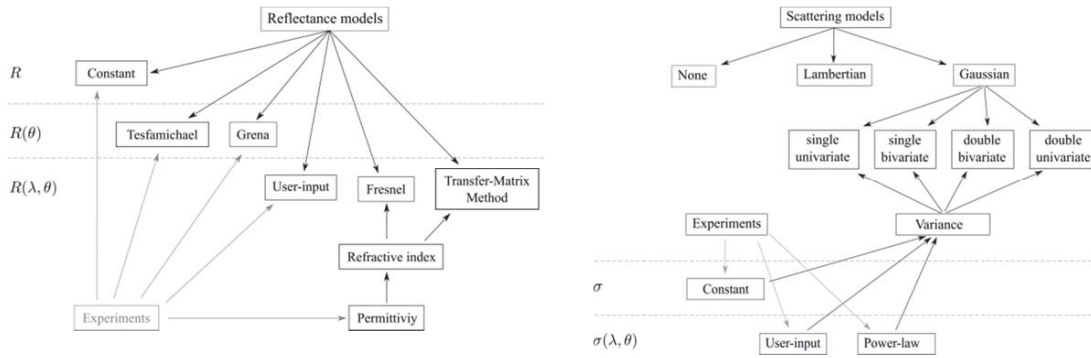 Reflectance models
R
Constant
R(θ)
Tesfamichael
Grena
R(λ, θ)
User-input
Fresnel
Transfer-Matrix
Method
Refractive index
Experiments
Permittiviy
Scattering models
None
Lambertian
Gaussian
single
univariate
single
bivariate
double
bivariate
double
univariate
Experiments
Variance
σ
Constant
σ(λ, θ)
User-input
Power-law